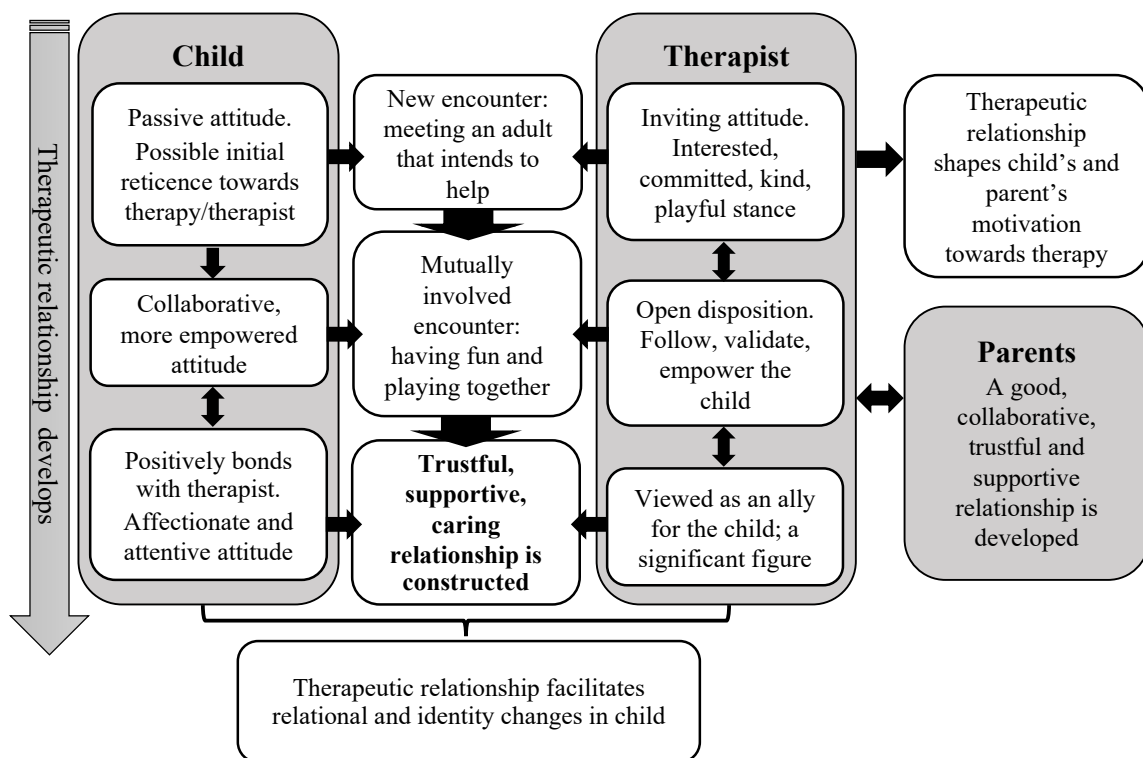 Therapeutic relationship develops
Child
Passive attitude.
Possible initial
reticence towards
therapy/therapist
Collaborative,
more empowered
attitude
Positively bonds
with therapist.
Affectionate and
attentive attitude
New encounter:
meeting an adult
that intends to
help
Mutually
involved
encounter:
having fun and
playing together
Trustful,
supportive,
caring
relationship is
constructed
Therapist
Inviting attitude.
Interested,
committed, kind,
playful stance
Open disposition.
Follow, validate,
empower the
child
Viewed as an ally
for the child; a
significant figure
Therapeutic
relationship
shapes child’s and
parent’s
motivation
towards therapy
Parents
A good,
collaborative,
trustful and
supportive
relationship is
developed
Therapeutic relationship facilitates
relational and identity changes in child